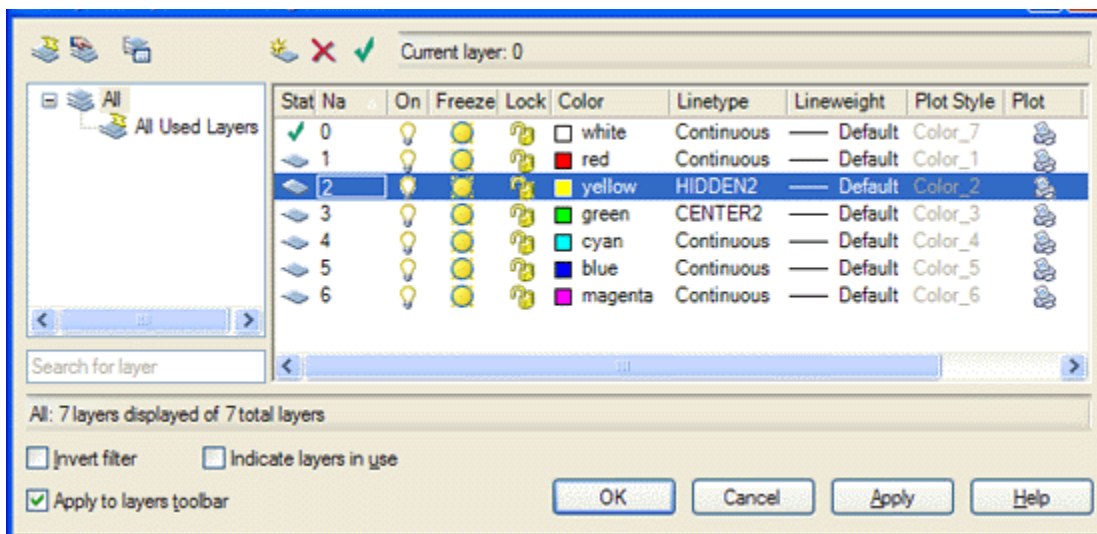 Current layer: 0
All
All Used Layers
Stat Na On Freeze Lock Color Linetype Lineweight Plot Style Plot
0 white Continuous Default Color_7
1 red Continuous Default Color_1
2 yellow HIDDEN2 Default Color_2
3 green CENTER2 Default Color_3
4 cyan Continuous Default Color_4
5 blue Continuous Default Color_5
6 magenta Continuous Default Color_6
Search for layer
All: 7 layers displayed of 7 total layers
Invert filter Indicate layers in use
Apply to layers toolbar OK Cancel Apply Help